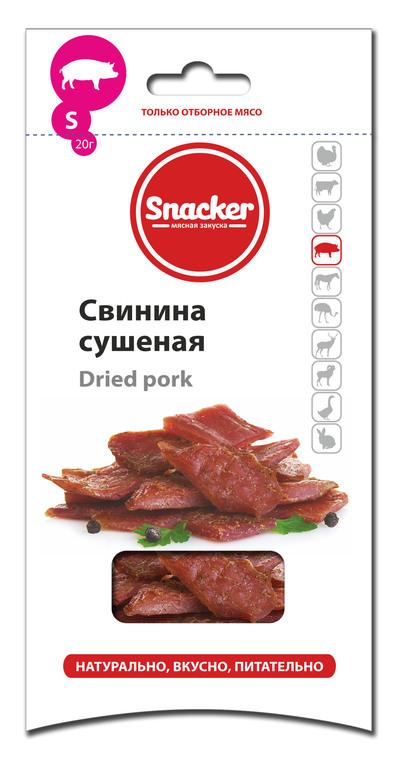 ТОЛЬКО ОТБОРНОЕ МЯСО
S
20г
Snacker
мясная закуска
Свинина
сушеная
Dried pork
НАТУРАЛЬНО, ВКУСНО, ПИТАТЕЛЬНО